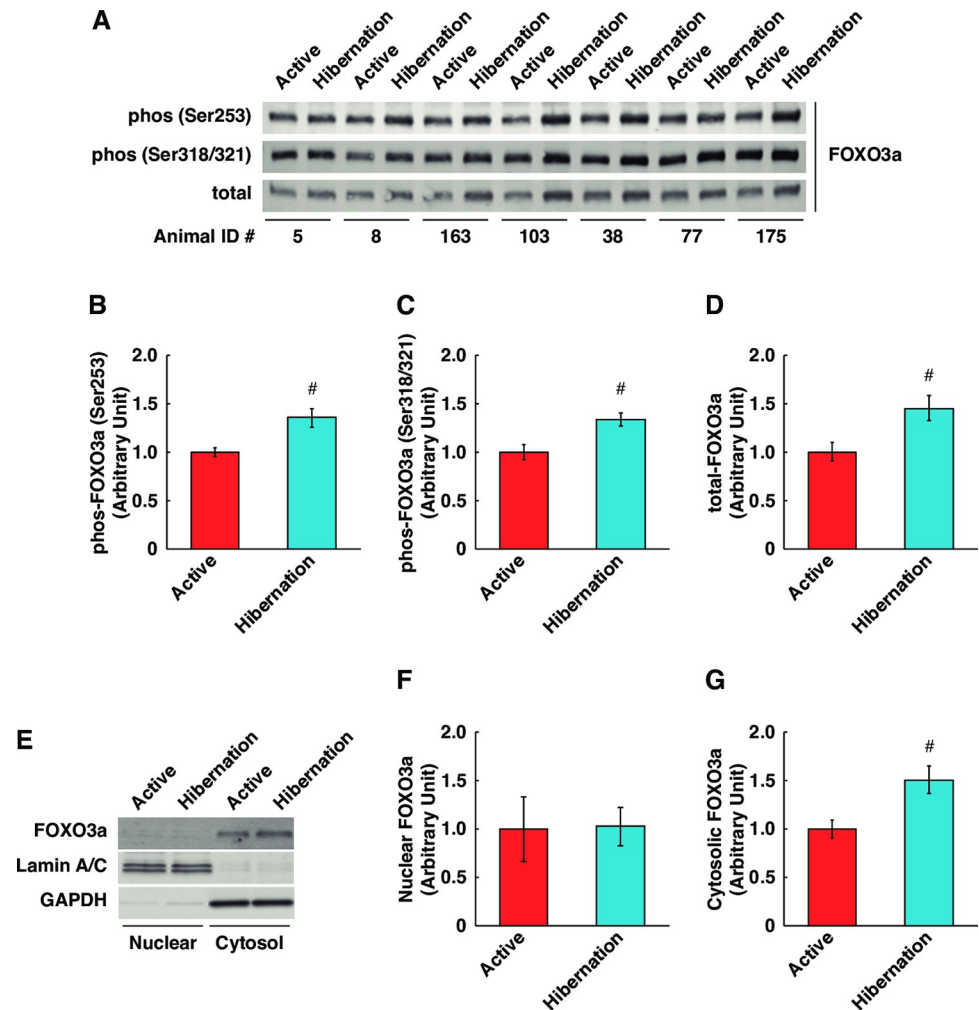 A
Active Hibernation Active Hibernation Active Hibernation Active Hibernation Active Hibernation Active Hibernation Active Hibernation
phos (Ser253)
phos (Ser318/321)
FOXO3a
total
Animal ID # 5 8 163 103 38 77 175
B
phos-FOXO3a (Ser253)
(Arbitrary Unit)
2.0
1.5
1.0
0.5
0
#
Active Hibernation
C
phos-FOXO3a (Ser318/321)
(Arbitrary Unit)
2.0
1.5
1.0
0.5
0
#
Active Hibernation
D
total-FOXO3a
(Arbitrary Unit)
2.0
1.5
1.0
0.5
0
#
Active Hibernation
E
Active Hibernation Active Hibernation
FOXO3a
Lamin A/C
GAPDH
Nuclear Cytosol
F
Nuclear FOXO3a
(Arbitrary Unit)
2.0
1.5
1.0
0.5
0
Active Hibernation
G
Cytosolic FOXO3a
(Arbitrary Unit)
2.0
1.5
1.0
0.5
0
#
Active Hibernation